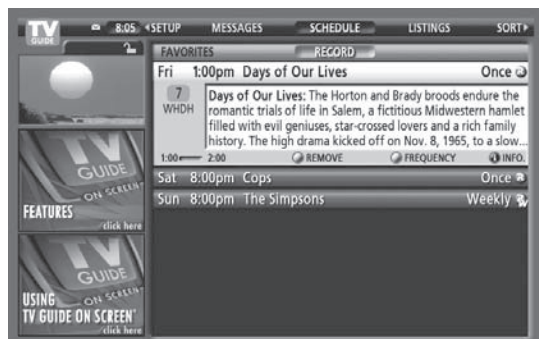 TV
GUIDE
8:05 SETUP MESSAGES SCHEDULE LISTINGS SORT
FAVORITES RECORD
Fri 1:00pm Days of Our Lives Once
7
WHDH
Days of Our Lives: The Horton and Brady broods endure the
romantic trials of life in Salem, a fictitious Midwestern hamlet
filled with evil geniuses, star-crossed lovers and a rich family
history. The high drama kicked off on Nov. 8, 1965, to a slow...
1:00 2:00 REMOVE FREQUENCY INFO.
Sat 8:00pm Cops Once
Sun 8:00pm The Simpsons Weekly
TV
GUIDE
ON SCREEN
FEATURES
click here
TV
GUIDE
ON SCREEN
USING
TV GUIDE ON SCREEN
click here